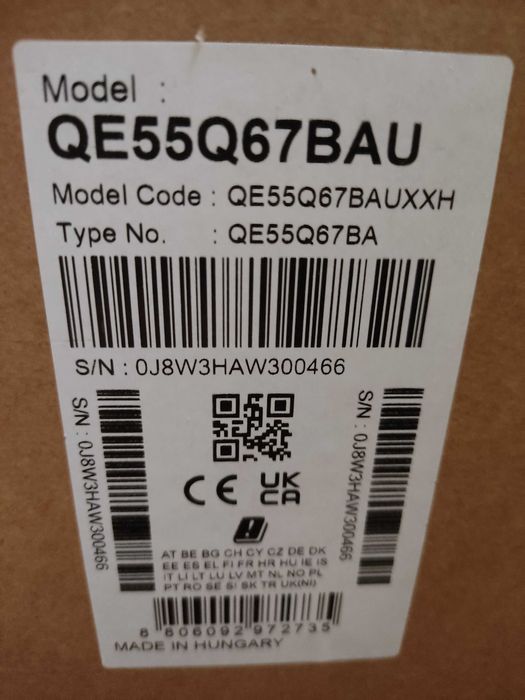 Model :
QE55Q67BAU
Model Code : QE55Q67BAUXXH
Type No. : QE55Q67BA
S/N : 0J8W3HAW300466
S/N : 0J8W3HAW300466
S/N : 0J8W3HAW300466
CE UK
CA
AT BE BG CH CY CZ DE DK
EE ES EL FI FR HR HU IE IS
IT LI LT LU LV MT NL NO PL
PT RO SE SI SK TR UK(NI)
8 806092 972735
MADE IN HUNGARY